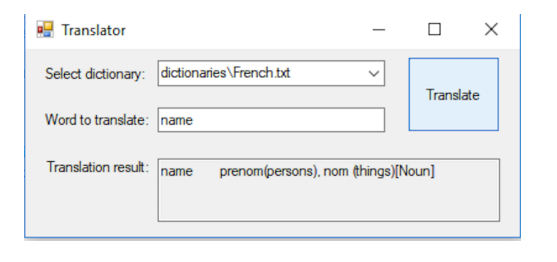 Translator
Select dictionary: dictionaries\French.txt
Translate
Word to translate: name
Translation result: name prenom(persons), nom (things)[Noun]